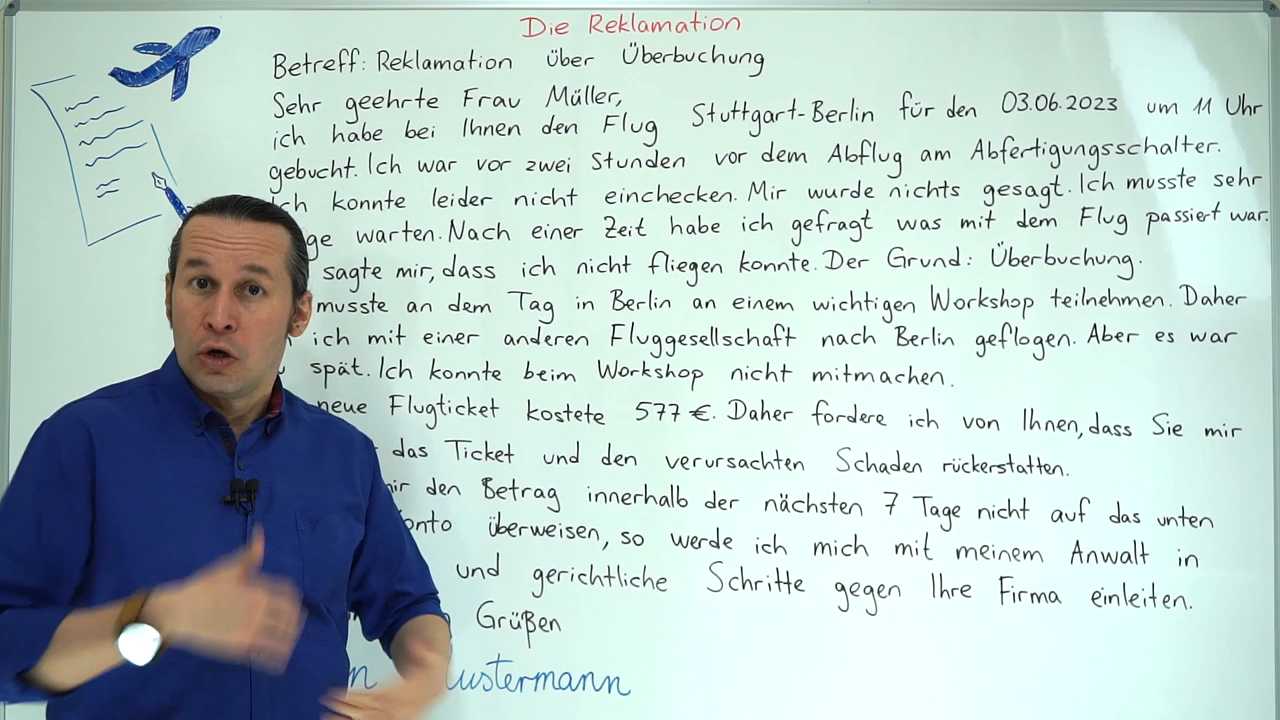 Die Reklamation
Betreff: Reklamation über Überbuchung
Sehr geehrte Frau Müller,
ich habe bei Ihnen den Flug Stuttgart-Berlin für den 03.06.2023 um 11 Uhr
gebucht. Ich war vor zwei Stunden vor dem Abflug am Abfertigungsschalter.
Ich konnte leider nicht einchecken. Mir wurde nichts gesagt. Ich musste sehr
warten. Nach einer Zeit habe ich gefragt was mit dem Flug passiert war.
sagte mir, dass ich nicht fliegen konnte. Der Grund: Überbuchung.
musste an dem Tag in Berlin an einem wichtigen Workshop teilnehmen. Daher
ich mit einer anderen Fluggesellschaft nach Berlin geflogen. Aber es war
spät. Ich konnte beim Workshop nicht mitmachen.
neue Flugticket kostete 577 €. Daher fordere ich von Ihnen, dass Sie mir
das Ticket und den verursachten Schaden rückerstatten.
den Betrag innerhalb der nächsten 7 Tage nicht auf das unten
überweisen, so werde ich mich mit meinem Anwalt in
und gerichtliche Schritte gegen Ihre Firma einleiten.
Grüßen
Mustermann